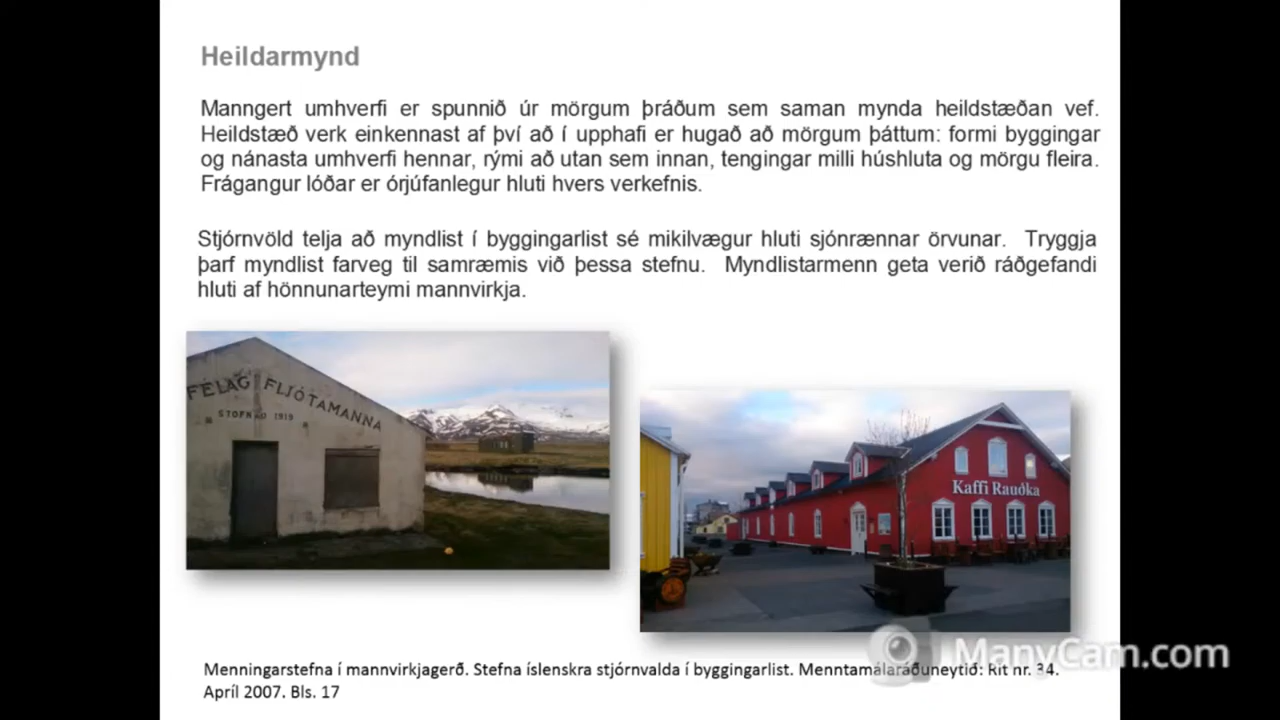 Heildarmynd
Manngert umhverfi er spunnið úr mörgum þráðum sem saman mynda heildstæðan vef.
Heildstæð verk einkennast af því að í upphafi er hugað að mörgum þáttum: formi byggingar
og nánasta umhverfi hennar, rými að utan sem innan, tengingar milli húshluta og mörgu fleira.
Frágangur lóðar er órjúfanlegur hluti hvers verkefnis.
Stjórnvöld telja að myndlist í byggingarlist sé mikilvægur hluti sjónrænnar örvunar. Tryggja
þarf myndlist farveg til samræmis við þessa stefnu. Myndlistarmenn geta verið ráðgefandi
hluti af hönnunarteymi mannvirkja.
FÉLAG FLJÓTAMANNA
STOFNAÐ 1919
Kaffi Rauðka
Menningarstefna í mannvirkjagerð. Stefna íslenskra stjórnvalda í byggingarlist. Menntamálaráðuneytið: Rit nr. 34.
Apríl 2007. Bls. 17
ManyCam.com